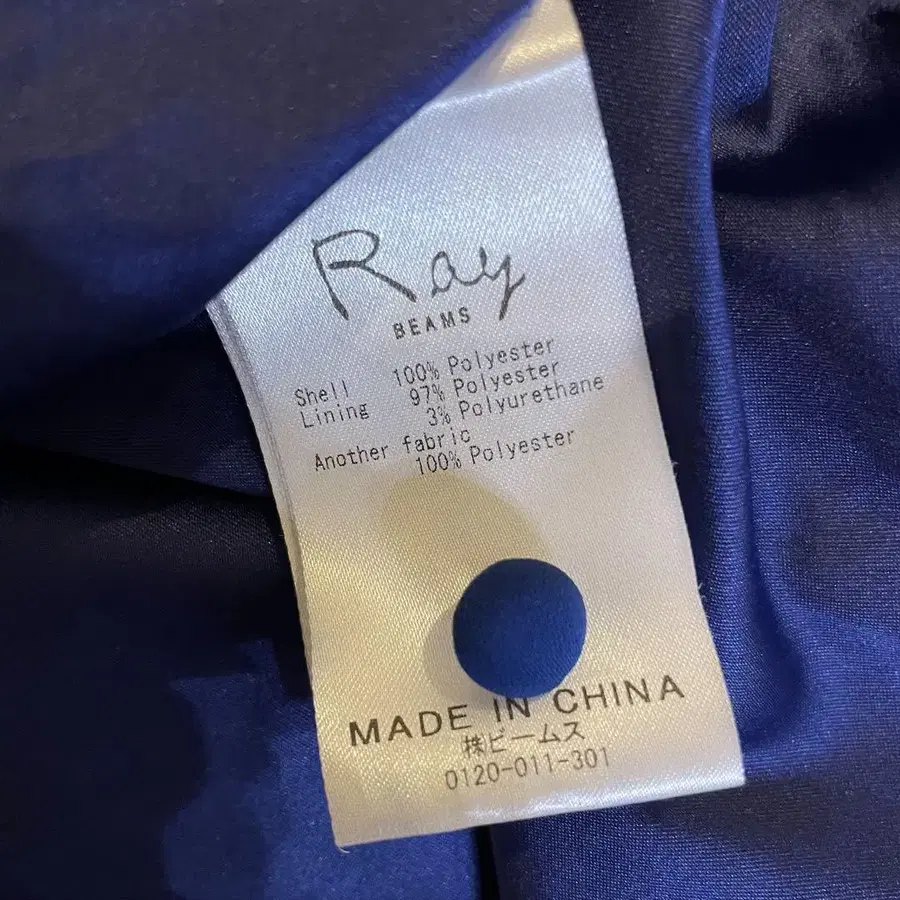 Ray
BEAMS
Shell 100% Polyester
Lining 97% Polyester
3% Polyurethane
Another fabric
100% Polyester
MADE IN CHINA
㈱ビームス
0120-011-301